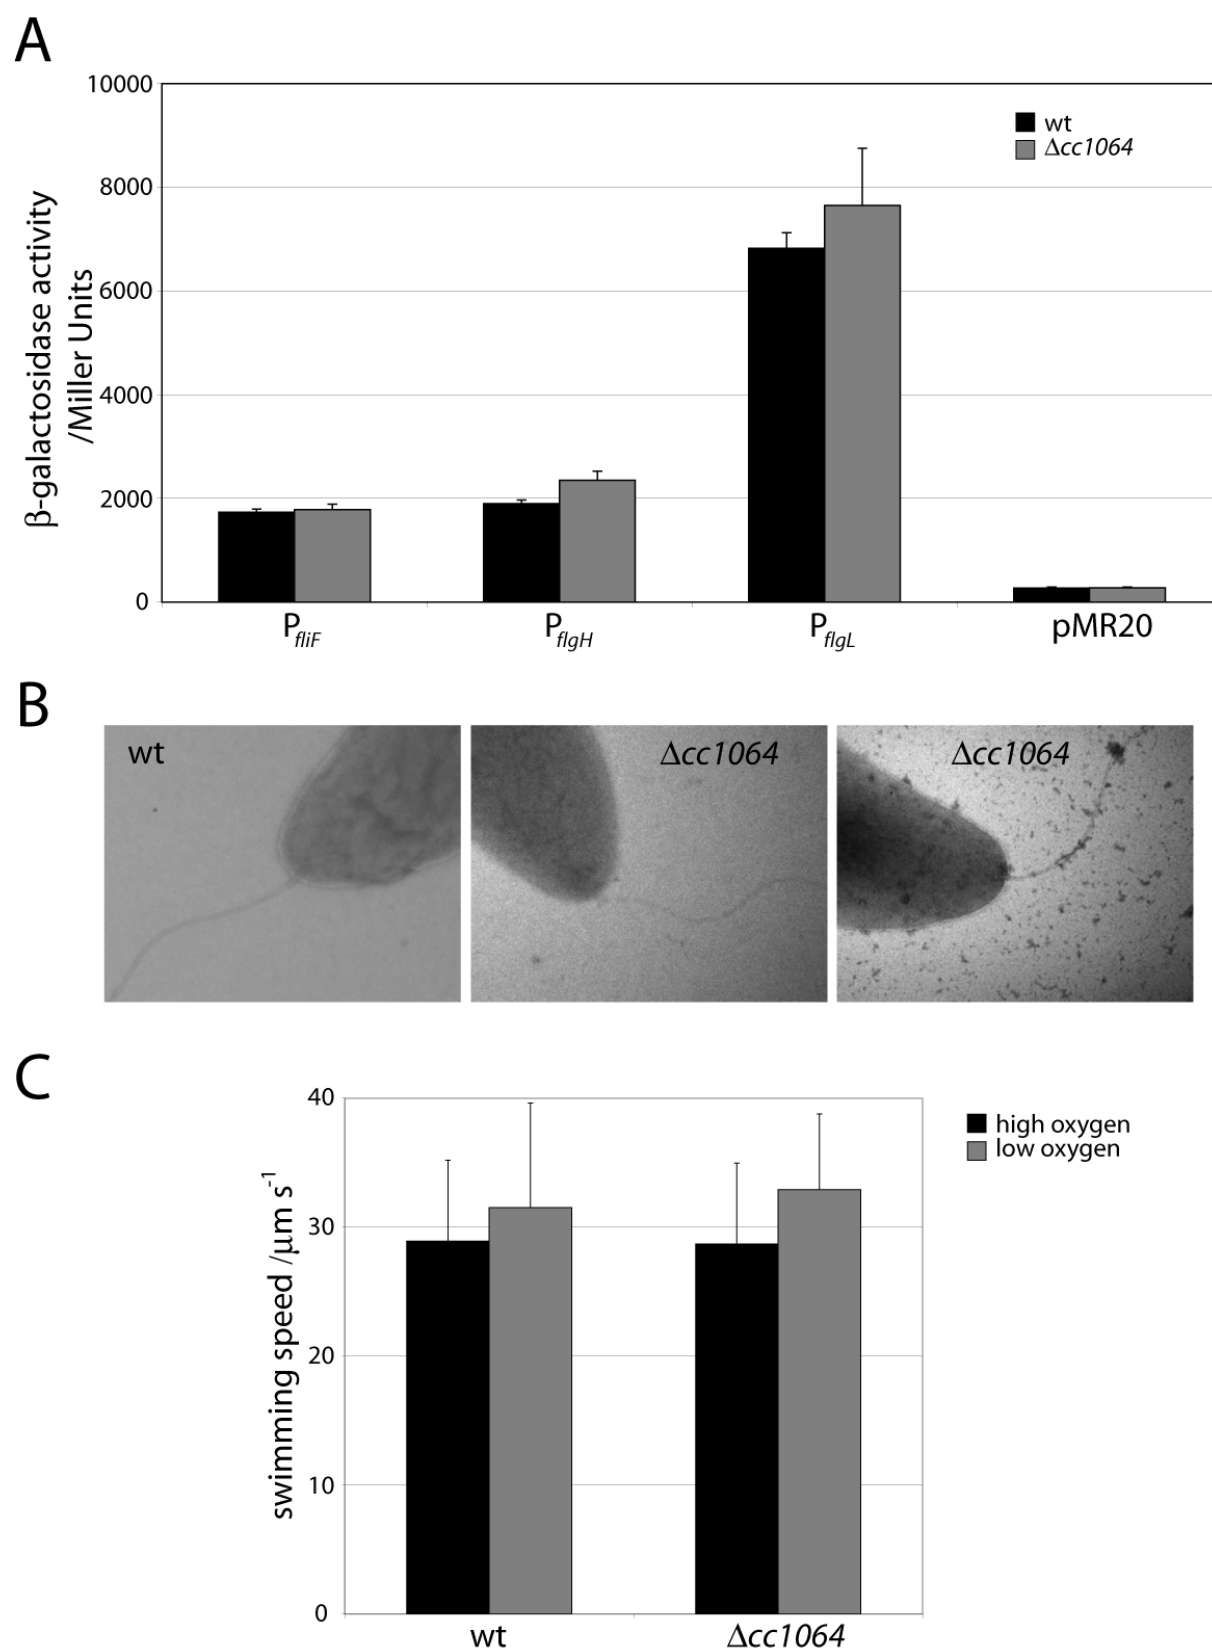 A
10000
8000
6000
4000
2000
0
β-galactosidase activity
/Miller Units
wt
Δcc1064
PfliF
PflgH
PflgL
pMR20
B
wt
Δcc1064
Δcc1064
C
40
30
20
10
0
swimming speed /μm s-1
high oxygen
low oxygen
wt
Δcc1064